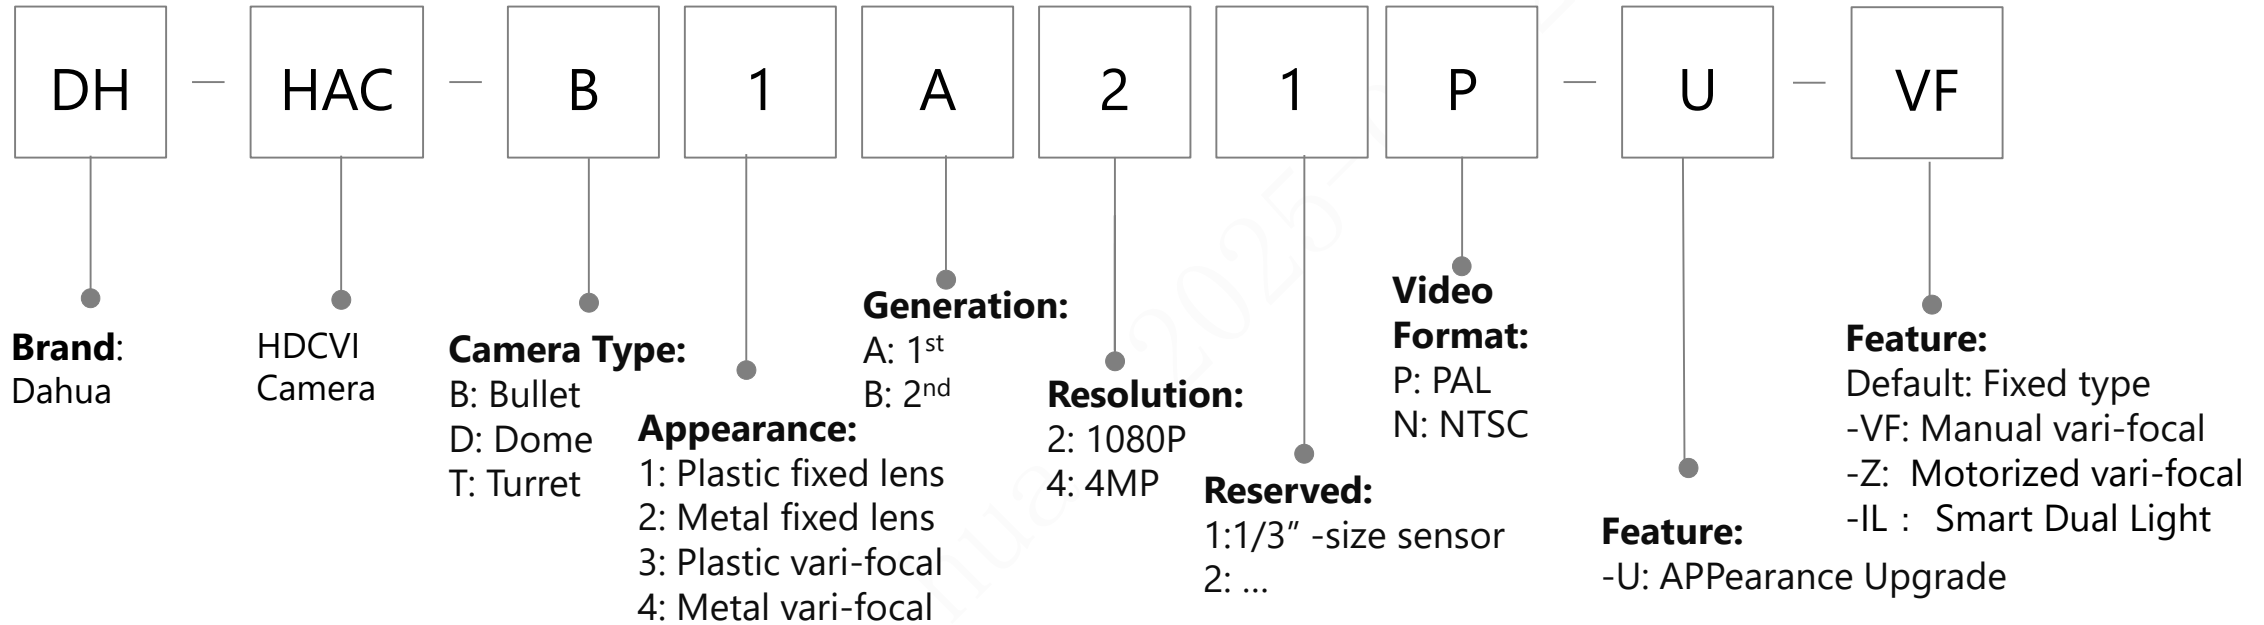 DH — HAC — B 1 A 2 1 P — U — VF
Brand:
Dahua
HDCVI
Camera
Camera Type:
B: Bullet
D: Dome
T: Turret
Appearance:
1: Plastic fixed lens
2: Metal fixed lens
3: Plastic vari-focal
4: Metal vari-focal
Generation:
A: 1st
B: 2nd
Resolution:
2: 1080P
4: 4MP
Reserved:
1:1/3” -size sensor
2: ...
Video
Format:
P: PAL
N: NTSC
Feature:
-U: APPearance Upgrade
Feature:
Default: Fixed type
-VF: Manual vari-focal
-Z: Motorized vari-focal
-IL : Smart Dual Light